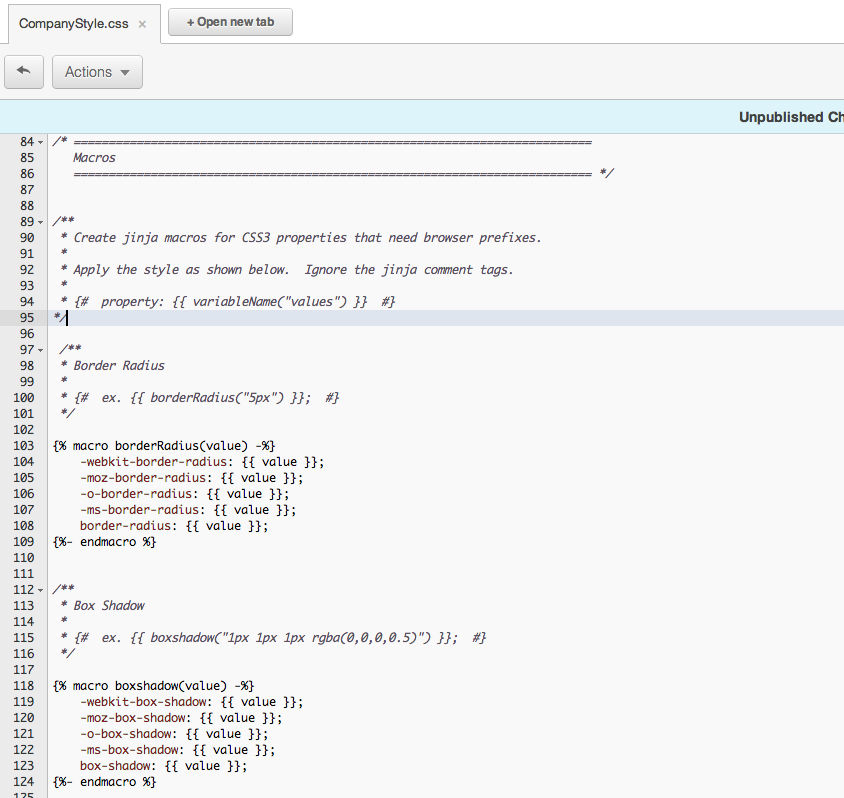 CompanyStyle.css ×
+ Open new tab
Actions
Unpublished Ch
84 /* ==========================================================================
85 Macros
86 ========================================================================== */
87
88
89 /**
90 * Create jinja macros for CSS3 properties that need browser prefixes.
91 *
92 * Apply the style as shown below.  Ignore the jinja comment tags.
93 *
94 * {#  property: {{ variableName("values") }}  #}
95 */
96
97 /**
98 * Border Radius
99 *
100 * {#  ex. {{ borderRadius("5px") }};  #}
101 */
102
103 {% macro borderRadius(value) -%}
104 -webkit-border-radius: {{ value }};
105 -moz-border-radius: {{ value }};
106 -o-border-radius: {{ value }};
107 -ms-border-radius: {{ value }};
108 border-radius: {{ value }};
109 {%- endmacro %}
110
111
112 /**
113 * Box Shadow
114 *
115 * {#  ex. {{ boxshadow("1px 1px 1px rgba(0,0,0,0.5)") }};  #}
116 */
117
118 {% macro boxshadow(value) -%}
119 -webkit-box-shadow: {{ value }};
120 -moz-box-shadow: {{ value }};
121 -o-box-shadow: {{ value }};
122 -ms-box-shadow: {{ value }};
123 box-shadow: {{ value }};
124 {%- endmacro %}
125